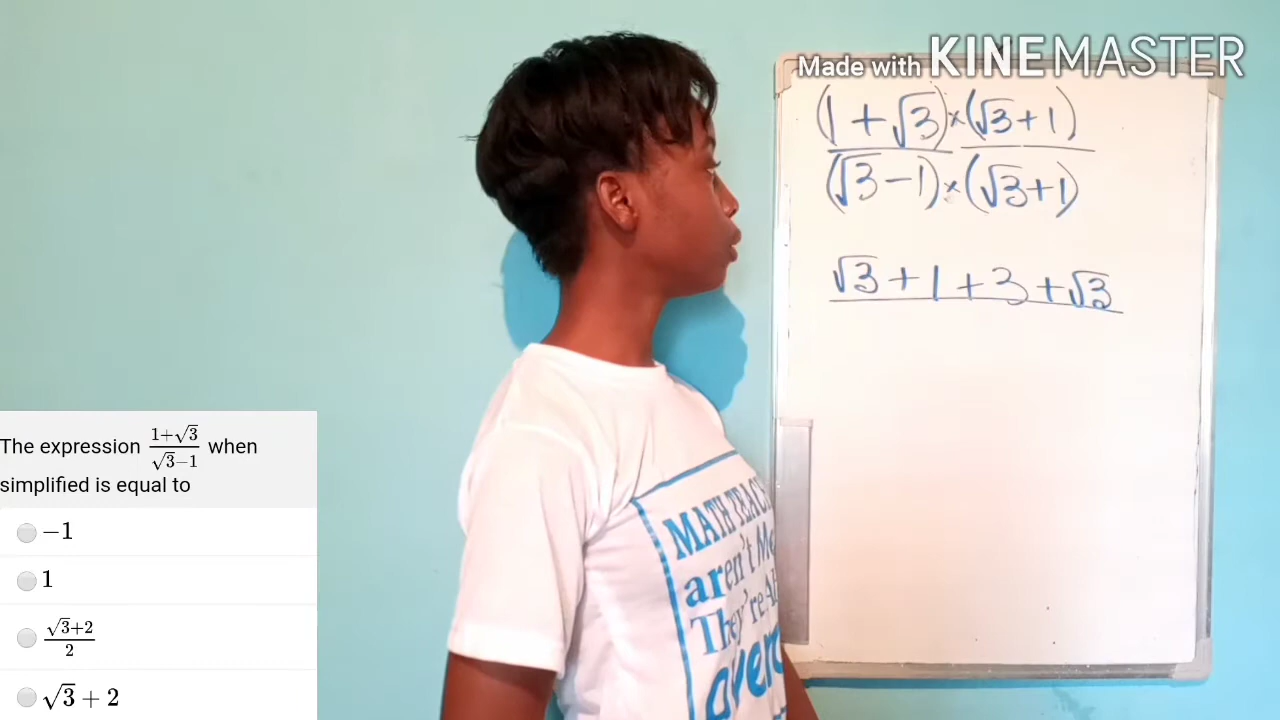 Made with KINEMASTER
(1 + √3) × (√3 + 1)
(√3 − 1) × (√3 + 1)
√3 + 1 + 3 + √3
The expression (1+√3)/(√3−1) when
simplified is equal to
−1
1
(√3+2)/2
√3 + 2
MATH TEACH
aren't Me
They're A